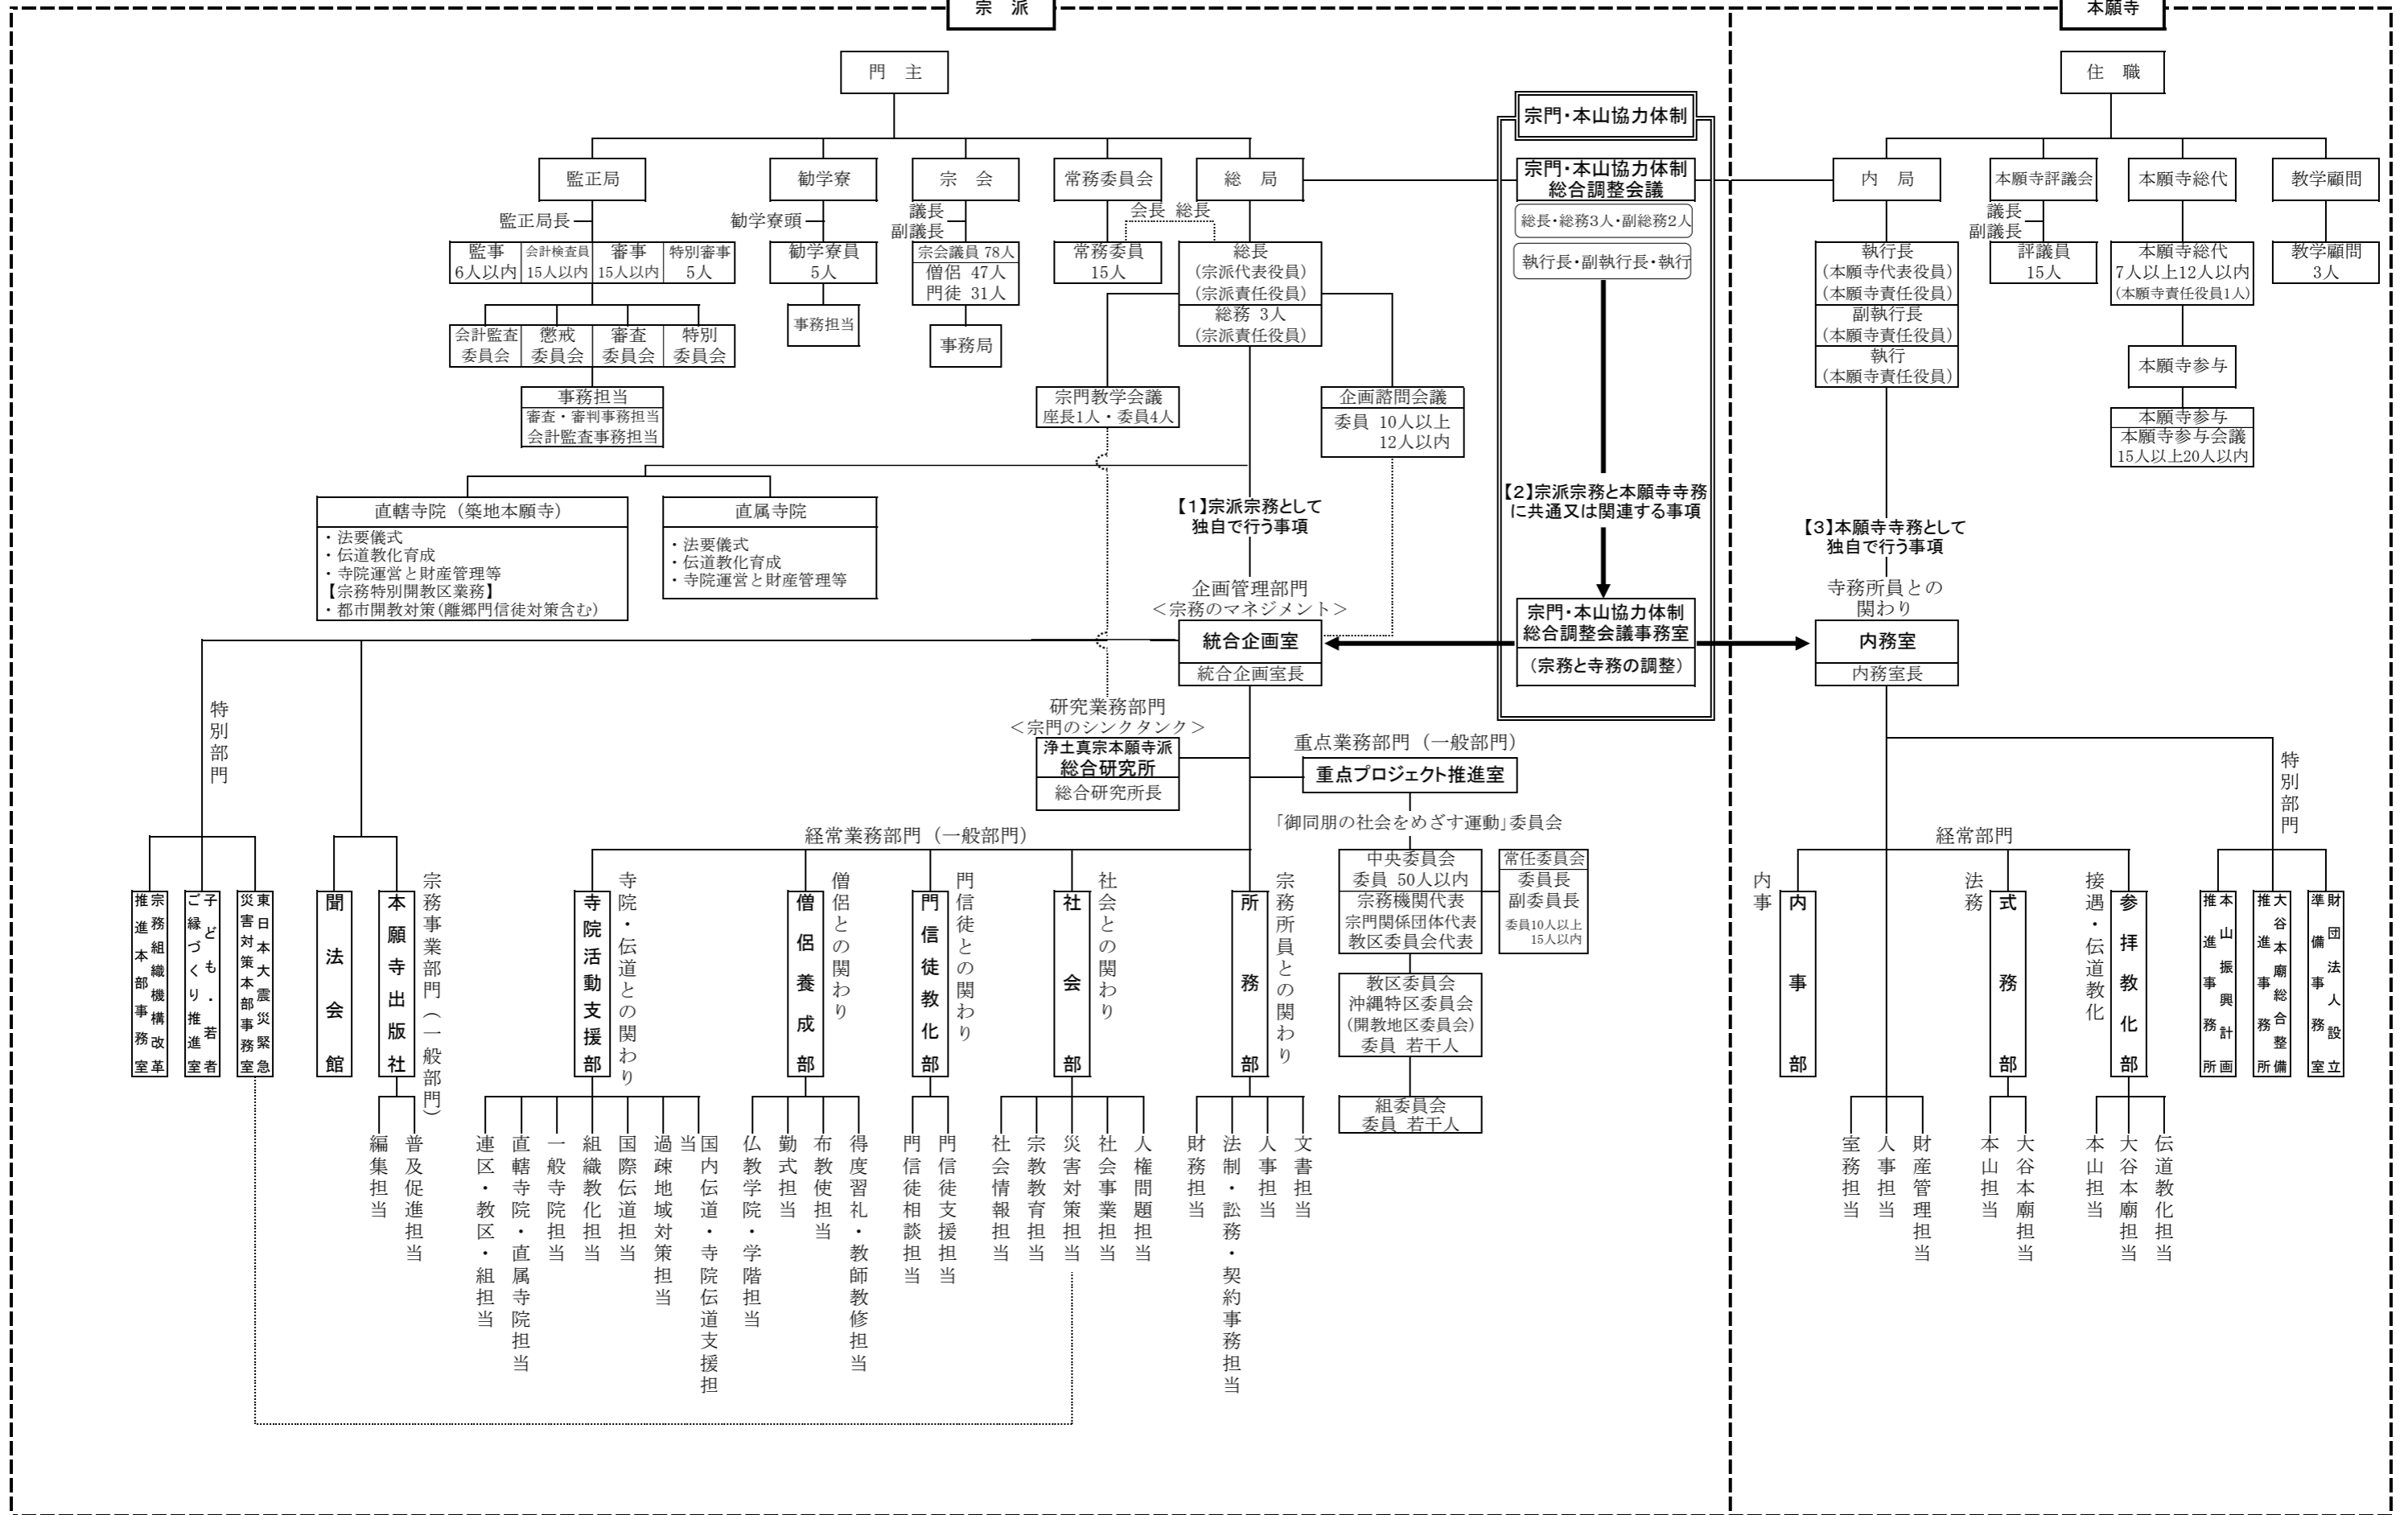 宗　派
本願寺
門　主
住　職
宗門・本山協力体制
監正局
勧学寮
宗　会
常務委員会
総　局
宗門・本山協力体制
総合調整会議
内　局
本願寺評議会
本願寺総代
教学顧問
監正局長
勧学寮頭
議長
副議長
会長 総長
総長・総務3人・副総務2人
執行長・副執行長・執行
議長
副議長
監事
6人以内
会計検査員
15人以内
審事
15人以内
特別審事
5人
勧学寮員
5人
宗会議員 78人
僧侶 47人
門徒 31人
常務委員
15人
総長
(宗派代表役員)
(宗派責任役員)
総務 3人
(宗派責任役員)
執行長
(本願寺代表役員)
(本願寺責任役員)
副執行長
(本願寺責任役員)
執行
(本願寺責任役員)
評議員
15人
本願寺総代
7人以上12人以内
(本願寺責任役員1人)
教学顧問
3人
会計監査
委員会
懲戒
委員会
審査
委員会
特別
委員会
事務担当
事務局
本願寺参与
事務担当
審査・審判事務担当
会計監査事務担当
宗門教学会議
座長1人・委員4人
企画諮問会議
委員 10人以上
12人以内
本願寺参与
本願寺参与会議
15人以上20人以内
直轄寺院（築地本願寺）
・法要儀式
・伝道教化育成
・寺院運営と財産管理等
【宗務特別開教区業務】
・都市開教対策(離郷門信徒対策含む)
直属寺院
・法要儀式
・伝道教化育成
・寺院運営と財産管理等
【1】宗派宗務として
独自で行う事項
【2】宗派宗務と本願寺寺務
に共通又は関連する事項
【3】本願寺寺務として
独自で行う事項
企画管理部門
＜宗務のマネジメント＞
統合企画室
統合企画室長
宗門・本山協力体制
総合調整会議事務室
（宗務と寺務の調整）
寺務所員との
関わり
内務室
内務室長
研究業務部門
＜宗門のシンクタンク＞
浄土真宗本願寺派
総合研究所
総合研究所長
重点業務部門（一般部門）
重点プロジェクト推進室
「御同朋の社会をめざす運動」委員会
中央委員会
委員 50人以内
宗務機関代表
宗門関係団体代表
教区委員会代表
常任委員会
委員長
副委員長
委員10人以上
15人以内
教区委員会
沖縄特区委員会
(開教地区委員会)
委員 若干人
組委員会
委員 若干人
特別部門
宗務組織機構改革
推進本部事務室
子ども・若者
ご縁づくり推進室
東日本大震災緊急
災害対策本部事務室
聞法会館
本願寺出版社
宗務事業部門（一般部門）
編集担当
普及促進担当
経常業務部門（一般部門）
寺院活動支援部
寺院・伝道との関わり
連区・教区・組担当
直轄寺院・直属寺院担当
一般寺院担当
組織教化担当
国際伝道担当
過疎地域対策担当
国内伝道・寺院伝道支援担
当
僧侶養成部
僧侶との関わり
仏教学院・学階担当
勤式担当
布教使担当
得度習礼・教師教修担当
門信徒教化部
門信徒との関わり
門信徒相談担当
門信徒支援担当
社会部
社会との関わり
社会情報担当
宗教教育担当
災害対策担当
社会事業担当
人権問題担当
所務部
宗務所員との関わり
財務担当
法制・訟務・契約事務担当
人事担当
文書担当
経常部門
内事
内事部
室務担当
人事担当
財産管理担当
法務
式務部
本山担当
大谷本廟担当
接遇・伝道教化
参拝教化部
本山担当
大谷本廟担当
伝道教化担当
特別部門
本山振興計画
推進事務所
大谷本廟総合整備
推進事務所
財団法人設立
準備事務室